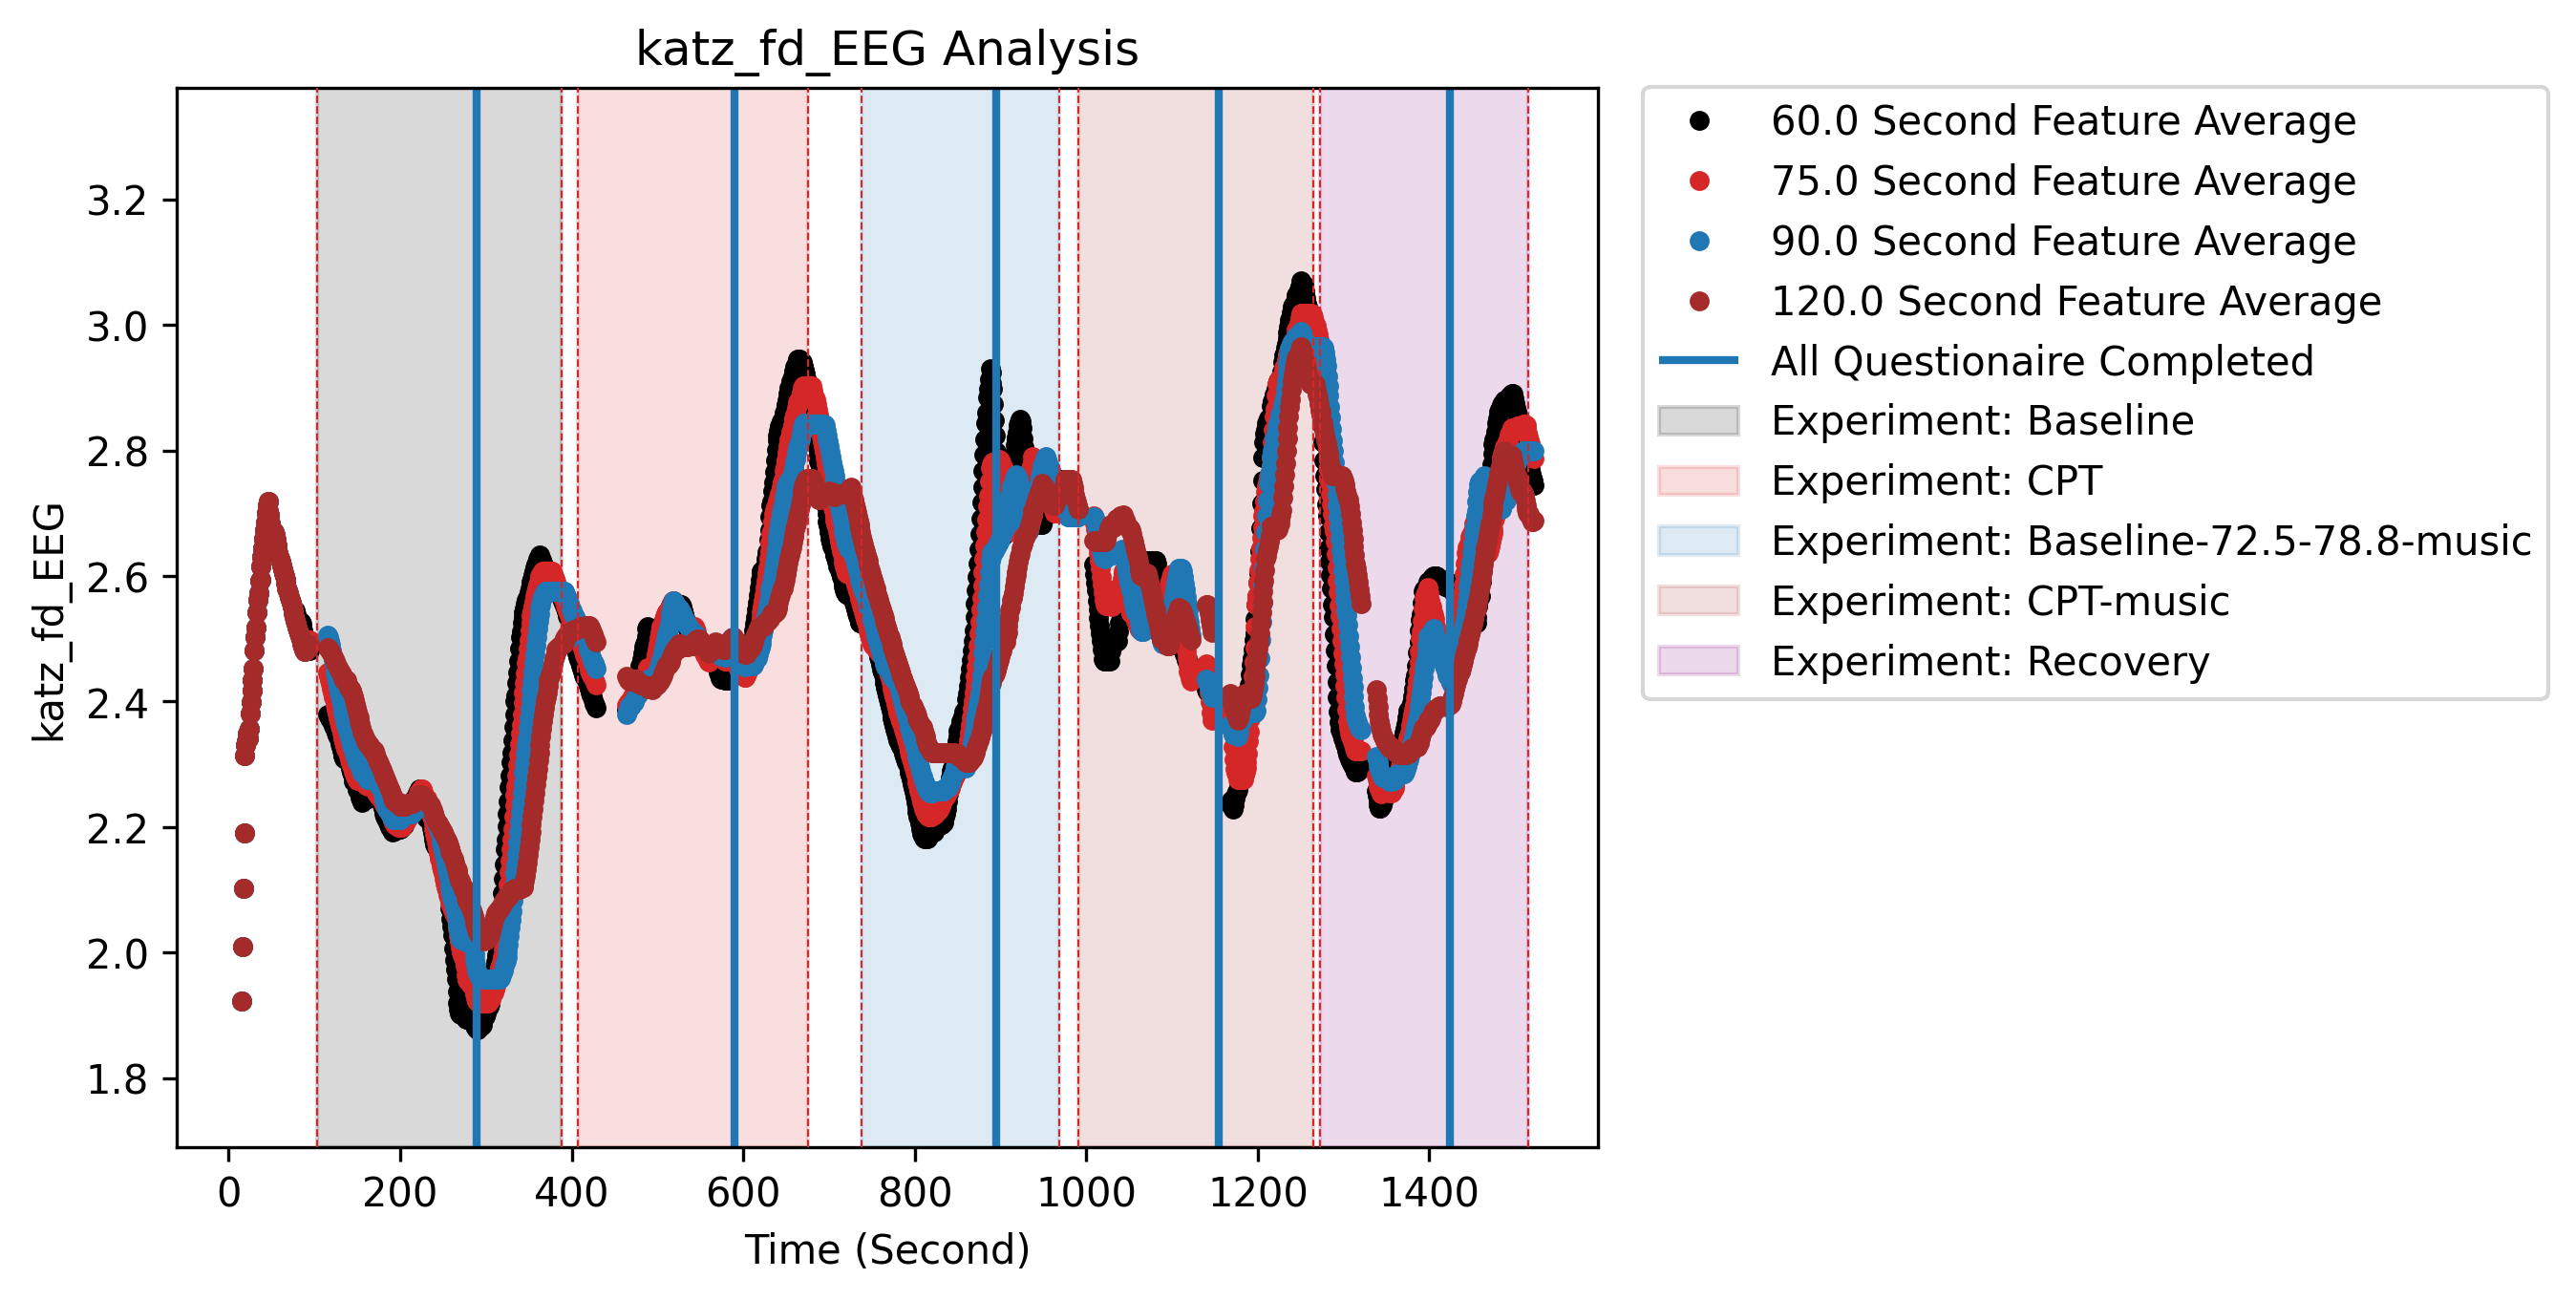 katz_fd_EEG Analysis
katz_fd_EEG
3.2
3.0
2.8
2.6
2.4
2.2
2.0
1.8
0 200 400 600 800 1000 1200 1400
Time (Second)
60.0 Second Feature Average
75.0 Second Feature Average
90.0 Second Feature Average
120.0 Second Feature Average
All Questionaire Completed
Experiment: Baseline
Experiment: CPT
Experiment: Baseline-72.5-78.8-music
Experiment: CPT-music
Experiment: Recovery